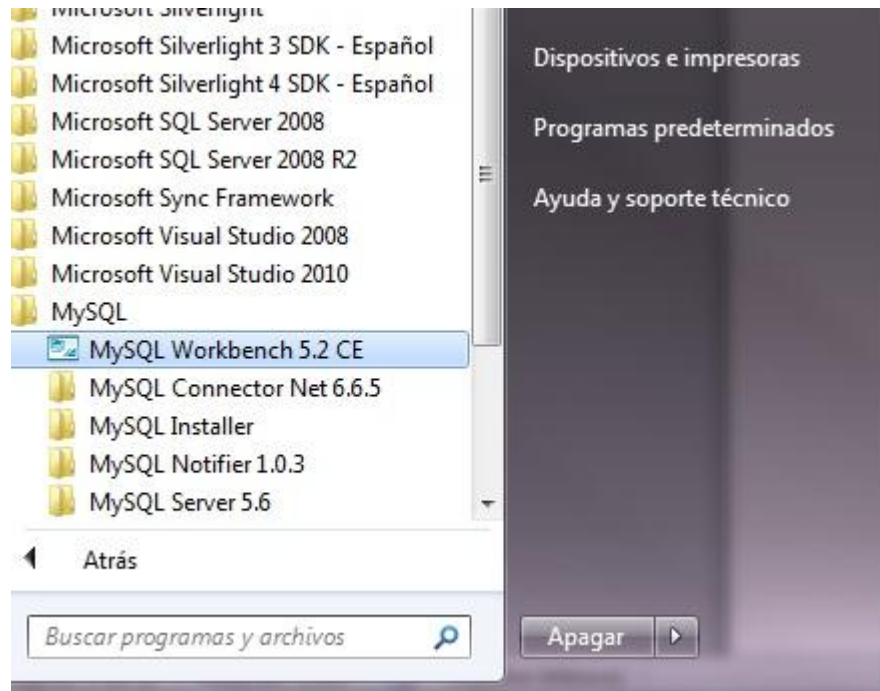 Microsoft Silverlight
Microsoft Silverlight 3 SDK - Español
Microsoft Silverlight 4 SDK - Español
Microsoft SQL Server 2008
Microsoft SQL Server 2008 R2
Microsoft Sync Framework
Microsoft Visual Studio 2008
Microsoft Visual Studio 2010
MySQL
MySQL Workbench 5.2 CE
MySQL Connector Net 6.6.5
MySQL Installer
MySQL Notifier 1.0.3
MySQL Server 5.6
Atrás
Buscar programas y archivos
Dispositivos e impresoras
Programas predeterminados
Ayuda y soporte técnico
Apagar